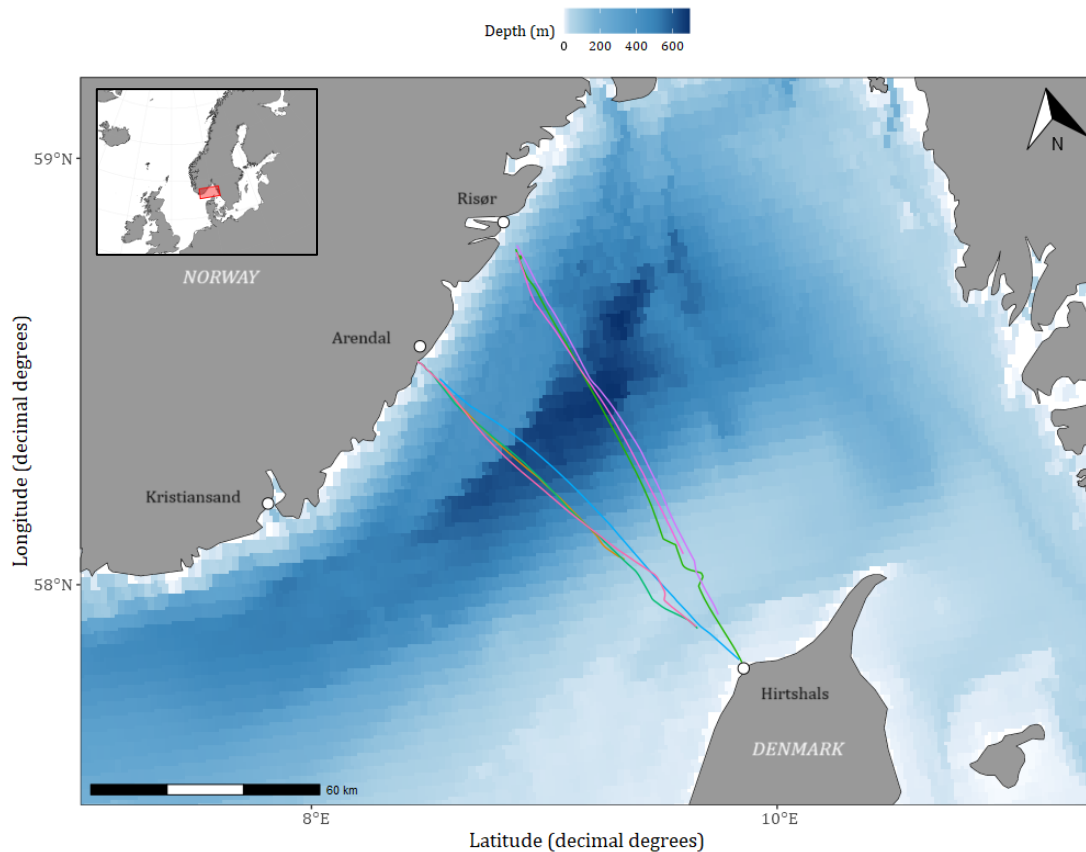 Depth (m)
0 200 400 600
59°N
58°N
Longitude (decimal degrees)
N
Risør
NORWAY
Arendal
Kristiansand
Hirtshals
DENMARK
60 km
8°E
10°E
Latitude (decimal degrees)